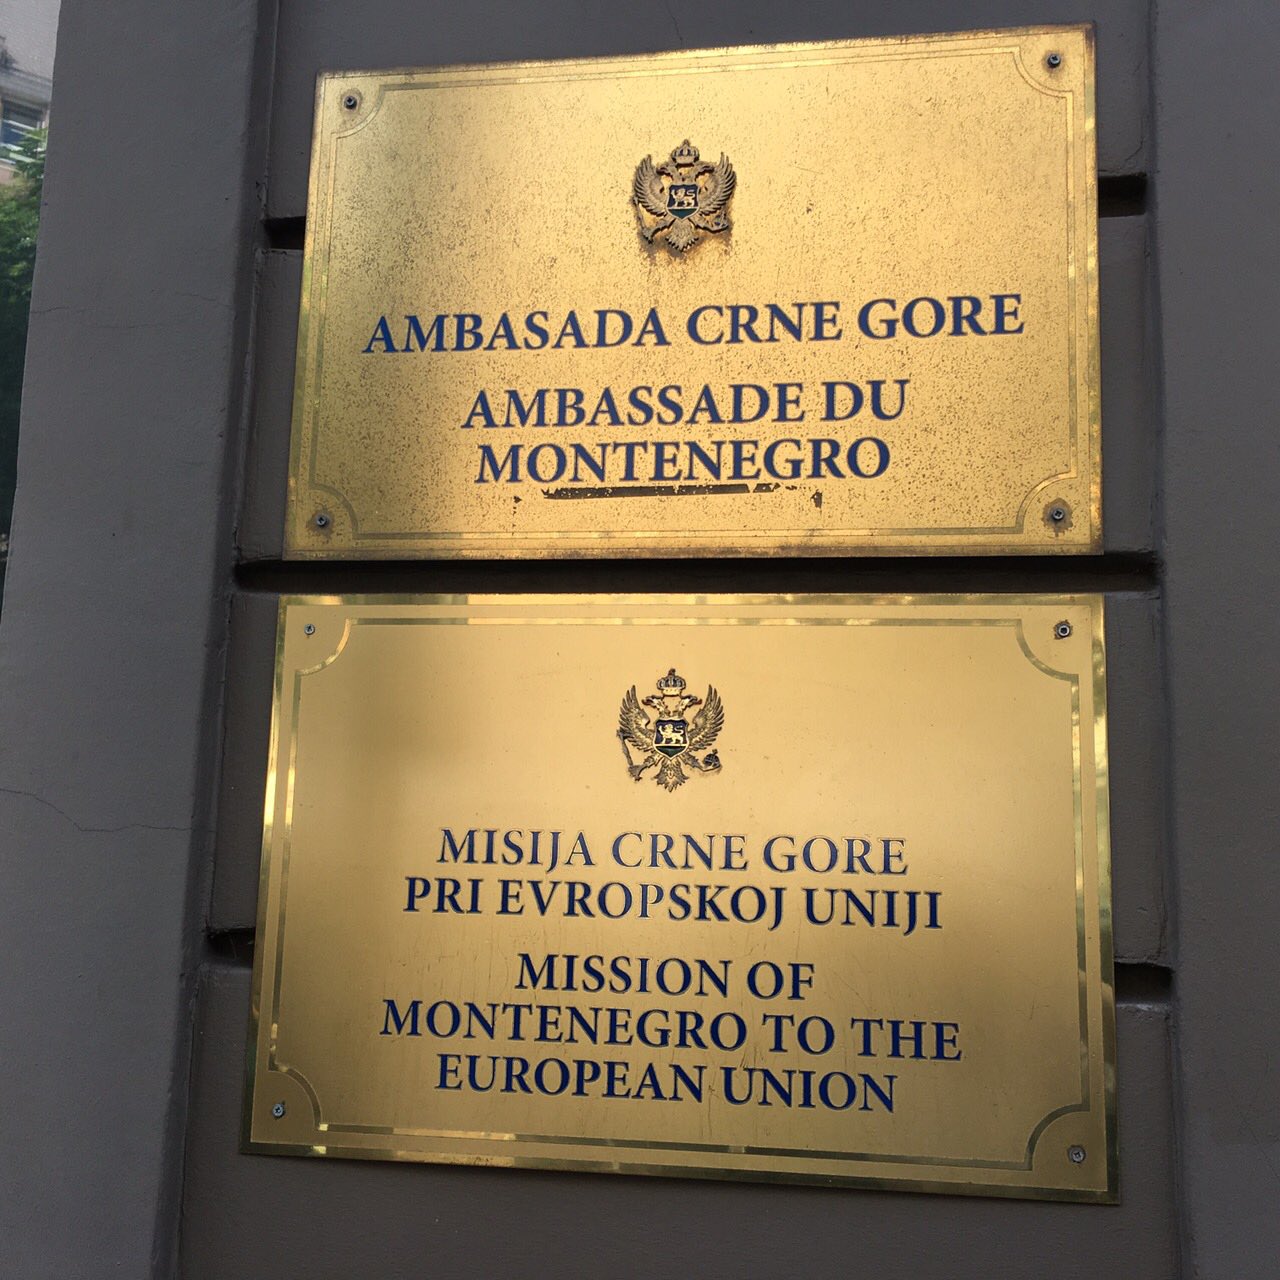 AMBASADA CRNE GORE
AMBASSADE DU
MONTENEGRO
MISIJA CRNE GORE
PRI EVROPSKOJ UNIJI
MISSION OF
MONTENEGRO TO THE
EUROPEAN UNION